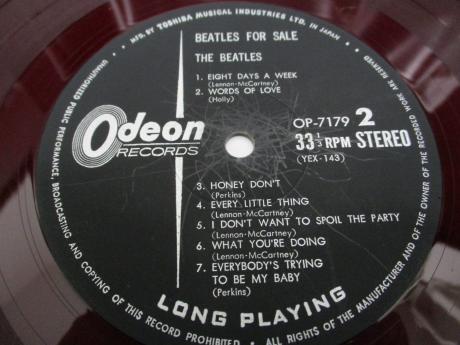 MFG. BY TOSHIBA MUSICAL INDUSTRIES LTD. IN JAPAN
BEATLES FOR SALE
THE BEATLES
1. EIGHT DAYS A WEEK
(Lennon-McCartney)
2. WORDS OF LOVE
(Holly)
Odeon
RECORDS
OP-7179 2
33 1/3 RPM STEREO
(YEX-143)
3. HONEY DON'T
(Perkins)
4. EVERY LITTLE THING
(Lennon-McCartney)
5. I DON'T WANT TO SPOIL THE PARTY
(Lennon-McCartney)
6. WHAT YOU'RE DOING
(Lennon-McCartney)
7. EVERYBODY'S TRYING
TO BE MY BABY
(Perkins)
LONG PLAYING
ALL RIGHTS OF THE MANUFACTURER AND OF THE OWNER OF THE RECORDED WORK ARE RESERVED.
UNAUTHORIZED PUBLIC PERFORMANCE, BROADCASTING AND COPYING OF THIS RECORD PROHIBITED